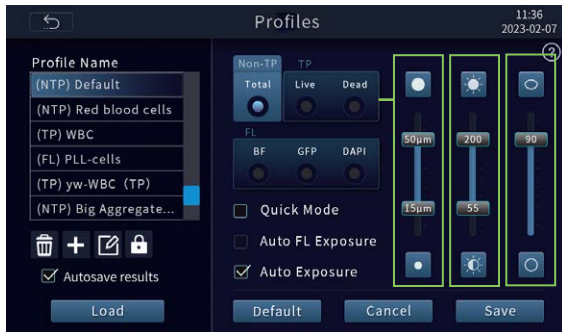 Profiles
11:36
2023-02-07
?
Profile Name
(NTP) Default
(NTP) Red blood cells
(TP) WBC
(FL) PLL-cells
(TP) yw-WBC（TP）
(NTP) Big Aggregate...
Autosave results
Load
Non-TP TP
Total Live Dead
FL
BF GFP DAPI
Quick Mode
Auto FL Exposure
Auto Exposure
50μm 200 90
15μm 55
Default Cancel Save